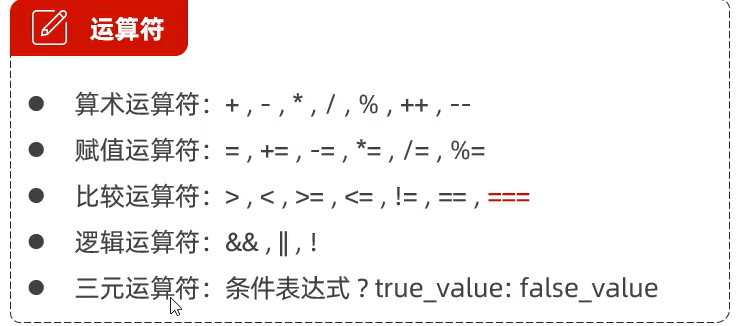 运算符
● 算术运算符：+ , - , * , / , % , ++ , --
● 赋值运算符：= , += , -= , *= , /= , %=
● 比较运算符：> , < , >= , <= , != , == , ===
● 逻辑运算符：&& , || , !
● 三元运算符：条件表达式 ? true_value: false_value